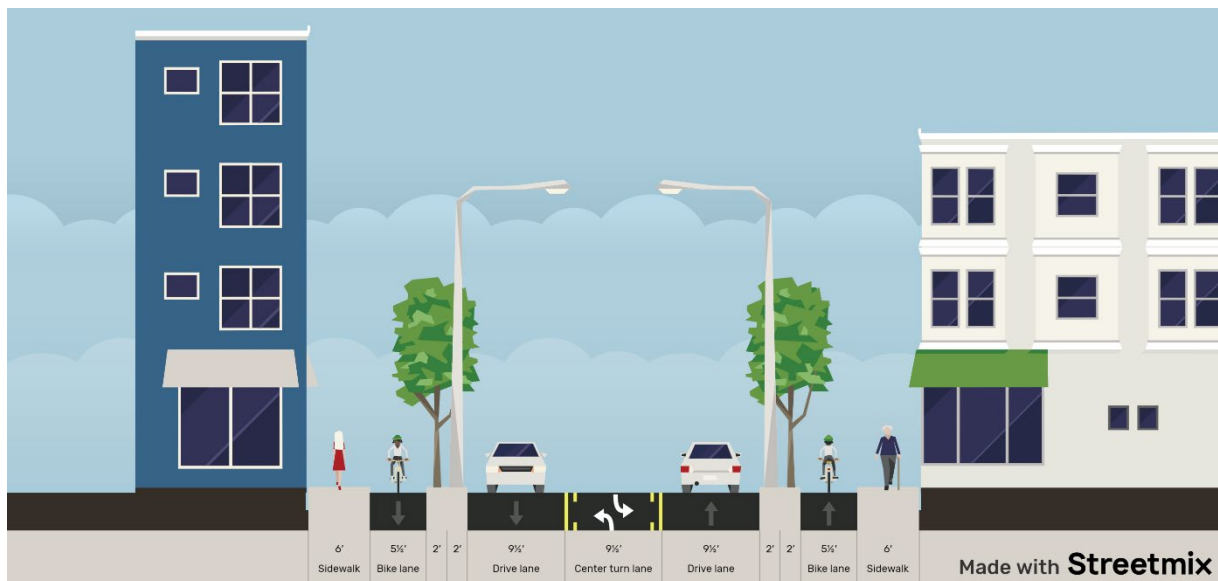 6' 5½' 2' 2' 9½' 9½' 9½' 2' 2' 5½' 6'
Sidewalk Bike lane Drive lane Center turn lane Drive lane Bike lane Sidewalk
Made with Streetmix